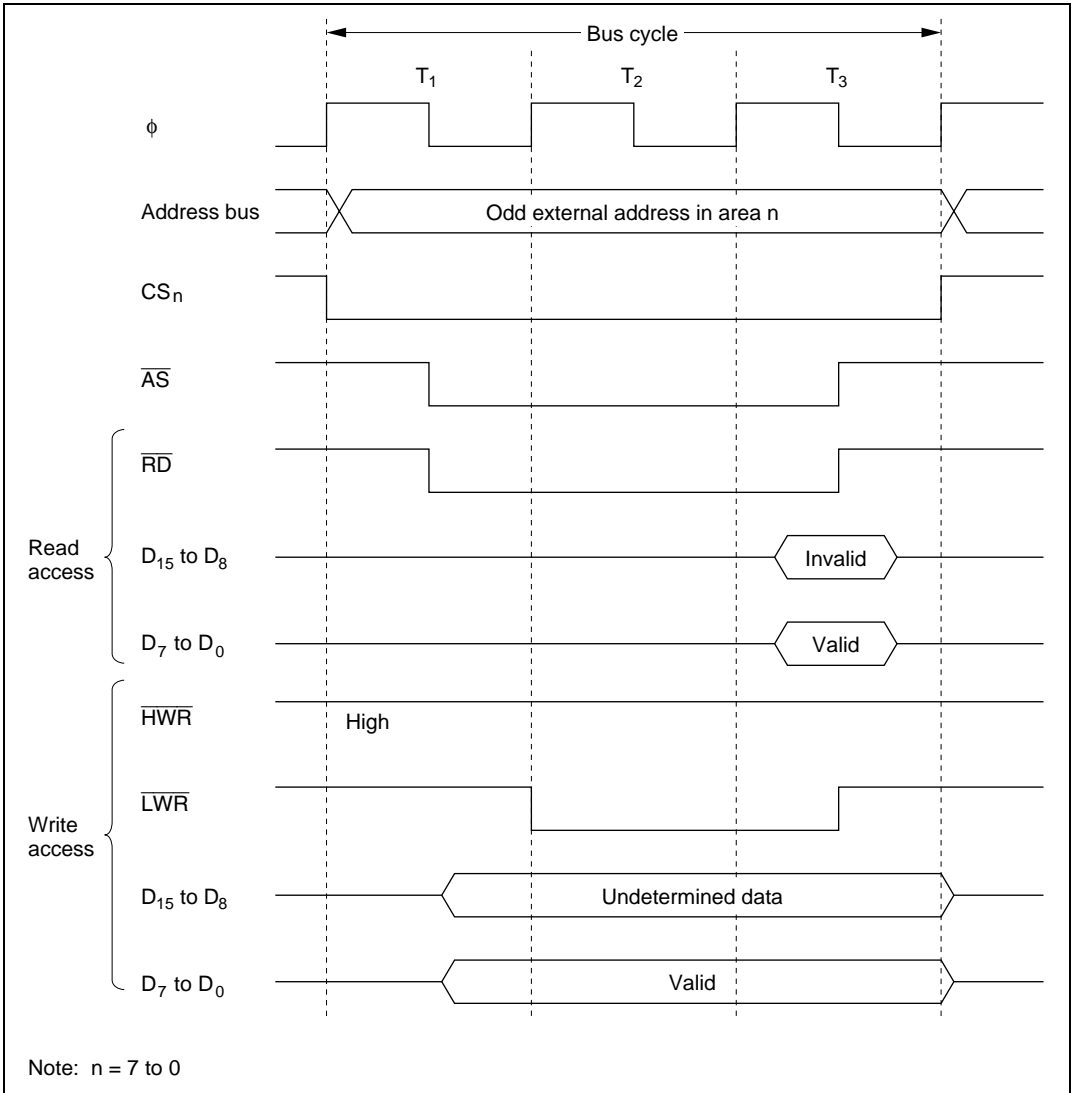 Bus cycle
T1 T2 T3
φ
Address bus Odd external address in area n
CSn
AS
RD
Read access
D15 to D8 Invalid
D7 to D0 Valid
HWR High
LWR
Write access
D15 to D8 Undetermined data
D7 to D0 Valid
Note: n = 7 to 0